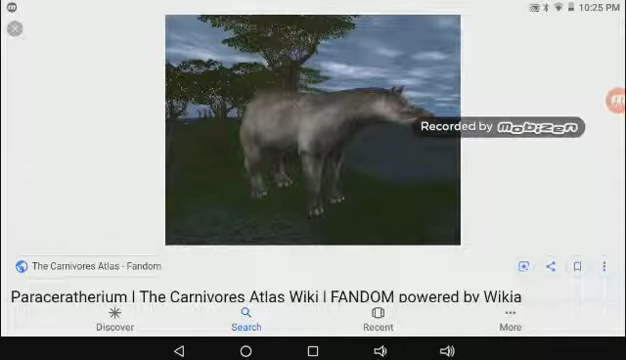 10:25 PM
Recorded by mobizen
The Carnivores Atlas - Fandom
Paraceratherium | The Carnivores Atlas Wiki | FANDOM powered by Wikia
Discover
Search
Recent
More